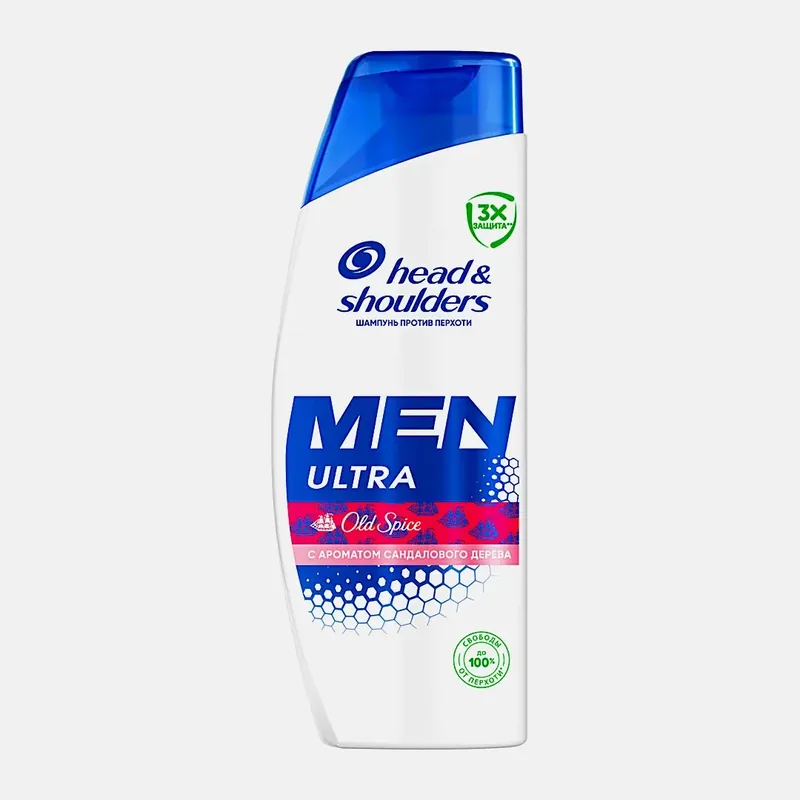 3X
ЗАЩИТА**
head &
shoulders
ШАМПУНЬ ПРОТИВ ПЕРХОТИ
MEN
ULTRA
Old Spice
С АРОМАТОМ САНДАЛОВОГО ДЕРЕВА
СВОБОДЫ
ДО
100%
ОТ ПЕРХОТИ*